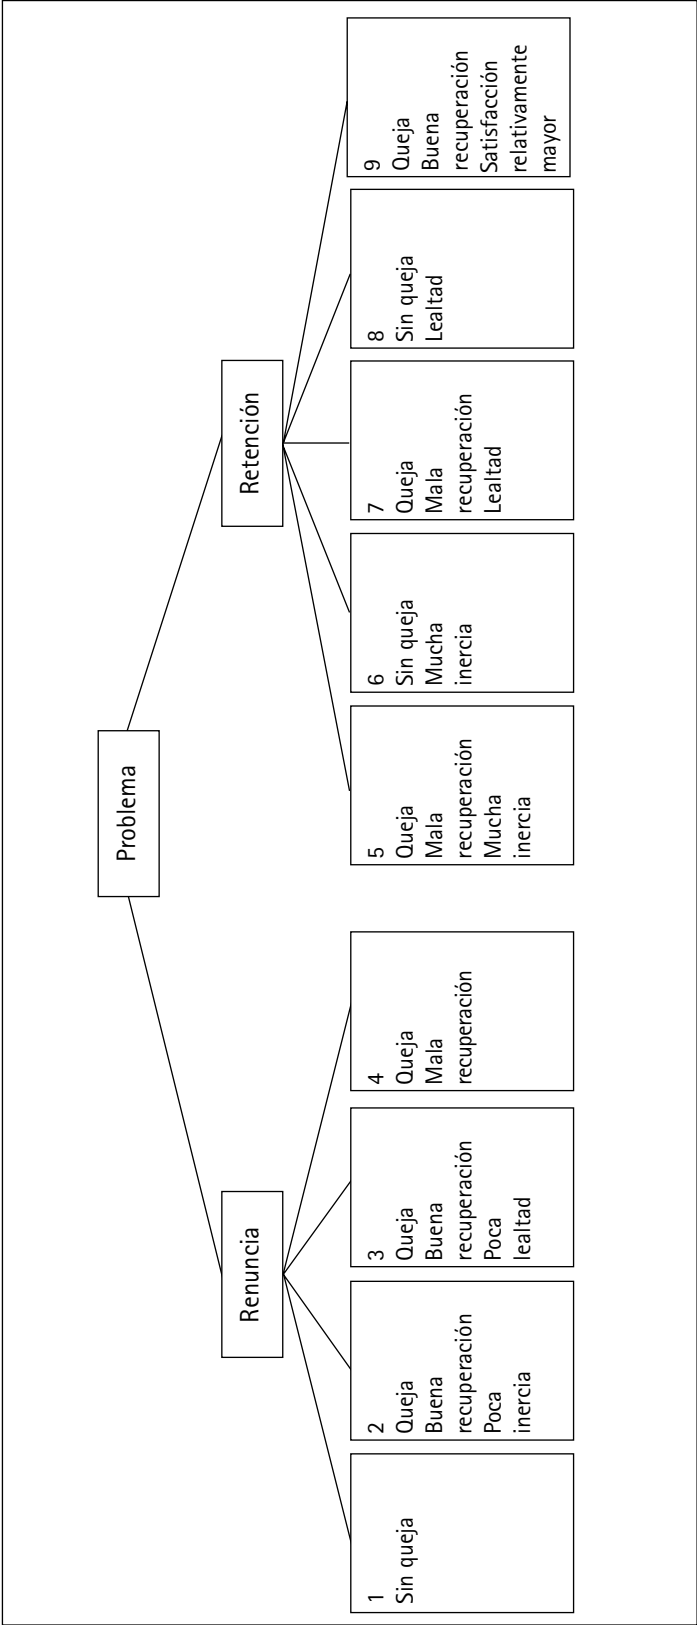 Problema
Renuncia
Retención
1
Sin queja
2
Queja
Buena
recuperación
Poca
inercia
3
Queja
Buena
recuperación
Poca
lealtad
4
Queja
Mala
recuperación
5
Queja
Mala
recuperación
Mucha
inercia
6
Sin queja
Mucha
inercia
7
Queja
Mala
recuperación
Lealtad
8
Sin queja
Lealtad
9
Queja
Buena
recuperación
Satisfacción
relativamente
mayor